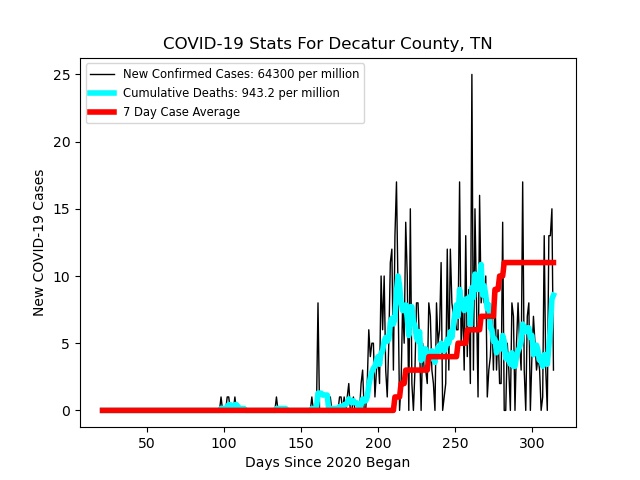 COVID-19 Stats For Decatur County, TN
New Confirmed Cases: 64300 per million
Cumulative Deaths: 943.2 per million
7 Day Case Average
New COVID-19 Cases
25
20
15
10
5
0
50 100 150 200 250 300
Days Since 2020 Began